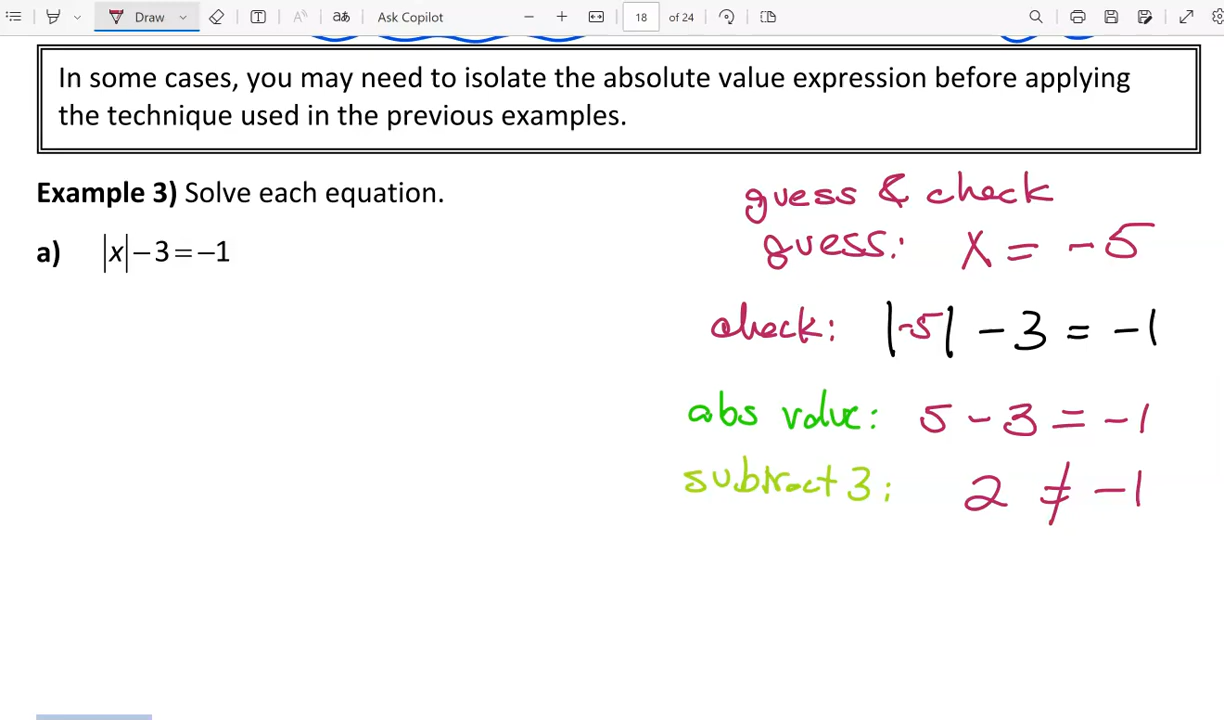 Draw
aあ
Ask Copilot
18 of 24
In some cases, you may need to isolate the absolute value expression before applying
the technique used in the previous examples.
Example 3) Solve each equation.
a) |x|−3=−1
guess & check
guess: x = -5
check: |-5| - 3 = -1
abs value: 5 - 3 = -1
subtract 3: 2 ≠ -1